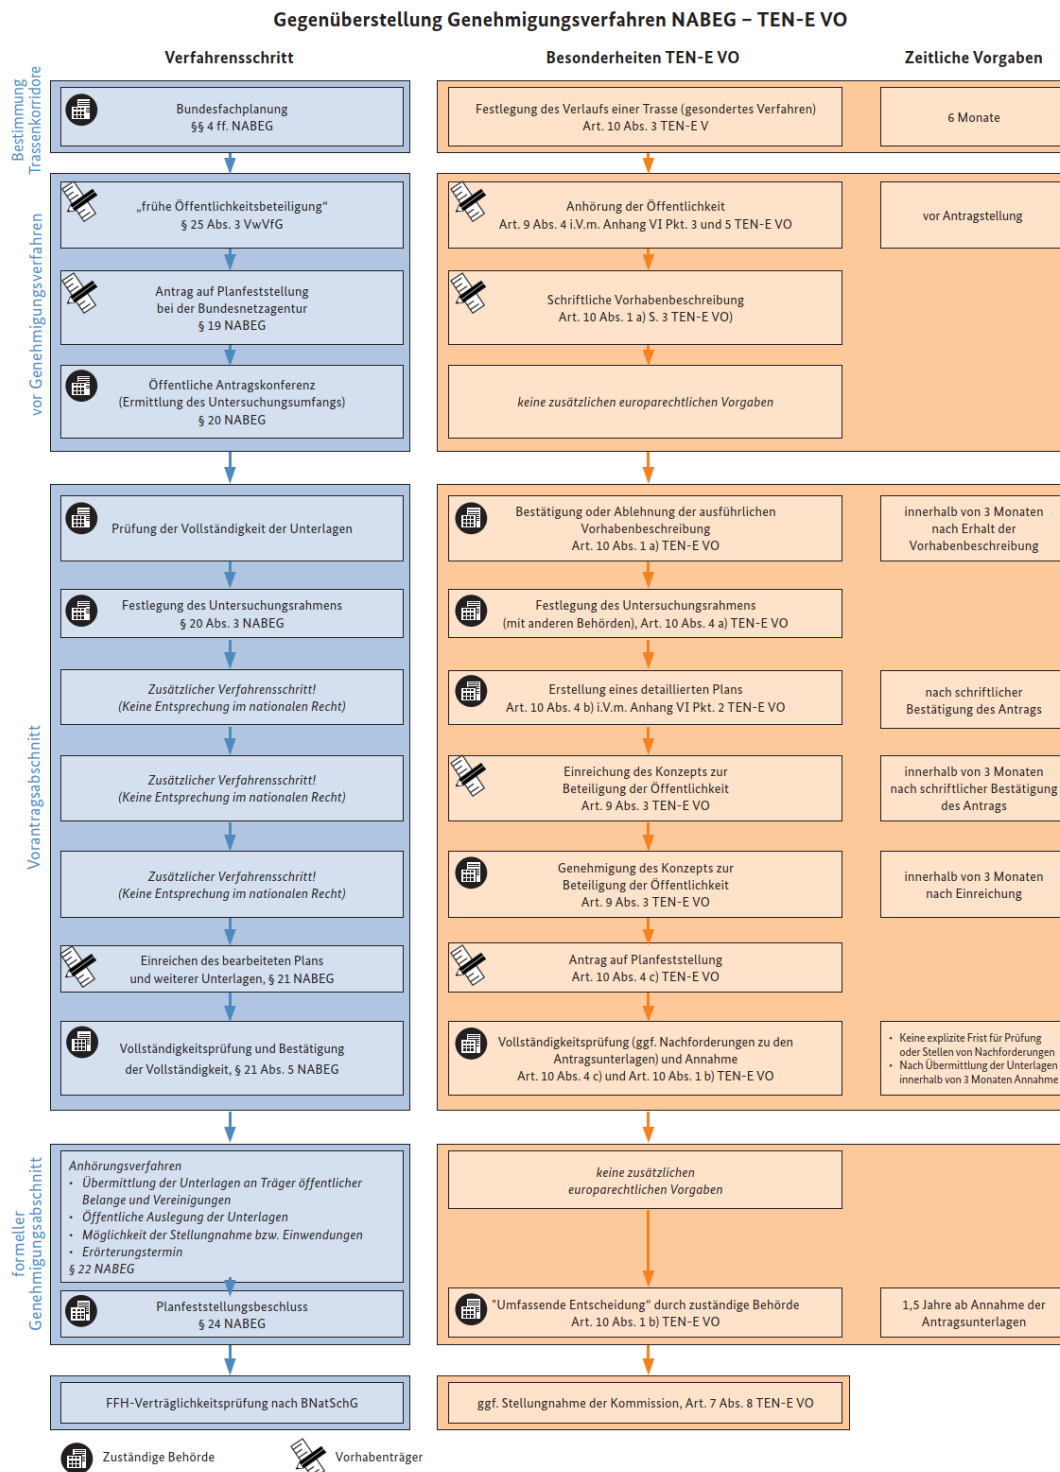 Gegenüberstellung Genehmigungsverfahren NABEG – TEN-E VO
Verfahrensschritt
Besonderheiten TEN-E VO
Zeitliche Vorgaben
Bestimmung
Trassenkorridore
Bundesfachplanung
§§ 4 ff. NABEG
Festlegung des Verlaufs einer Trasse (gesondertes Verfahren)
Art. 10 Abs. 3 TEN-E V
6 Monate
vor Genehmigungsverfahren
„frühe Öffentlichkeitsbeteiligung“
§ 25 Abs. 3 VwVfG
Anhörung der Öffentlichkeit
Art. 9 Abs. 4 i.V.m. Anhang VI Pkt. 3 und 5 TEN-E VO
vor Antragstellung
Antrag auf Planfeststellung
bei der Bundesnetzagentur
§ 19 NABEG
Schriftliche Vorhabenbeschreibung
Art. 10 Abs. 1 a) S. 3 TEN-E VO)
Öffentliche Antragskonferenz
(Ermittlung des Untersuchungsumfangs)
§ 20 NABEG
keine zusätzlichen europarechtlichen Vorgaben
Vorantragsabschnitt
Prüfung der Vollständigkeit der Unterlagen
Bestätigung oder Ablehnung der ausführlichen
Vorhabenbeschreibung
Art. 10 Abs. 1 a) TEN-E VO
innerhalb von 3 Monaten
nach Erhalt der
Vorhabenbeschreibung
Festlegung des Untersuchungsrahmens
§ 20 Abs. 3 NABEG
Festlegung des Untersuchungsrahmens
(mit anderen Behörden), Art. 10 Abs. 4 a) TEN-E VO
Zusätzlicher Verfahrensschritt!
(Keine Entsprechung im nationalen Recht)
Erstellung eines detaillierten Plans
Art. 10 Abs. 4 b) i.V.m. Anhang VI Pkt. 2 TEN-E VO
nach schriftlicher
Bestätigung des Antrags
Zusätzlicher Verfahrensschritt!
(Keine Entsprechung im nationalen Recht)
Einreichung des Konzepts zur
Beteiligung der Öffentlichkeit
Art. 9 Abs. 3 TEN-E VO
innerhalb von 3 Monaten
nach schriftlicher Bestätigung
des Antrags
Zusätzlicher Verfahrensschritt!
(Keine Entsprechung im nationalen Recht)
Genehmigung des Konzepts zur
Beteiligung der Öffentlichkeit
Art. 9 Abs. 3 TEN-E VO
innerhalb von 3 Monaten
nach Einreichung
Einreichen des bearbeiteten Plans
und weiterer Unterlagen, § 21 NABEG
Antrag auf Planfeststellung
Art. 10 Abs. 4 c) TEN-E VO
Vollständigkeitsprüfung und Bestätigung
der Vollständigkeit, § 21 Abs. 5 NABEG
Vollständigkeitsprüfung (ggf. Nachforderungen zu den
Antragsunterlagen) und Annahme
Art. 10 Abs. 4 c) und Art. 10 Abs. 1 b) TEN-E VO
• Keine explizite Frist für Prüfung
oder Stellen von Nachforderungen
• Nach Übermittlung der Unterlagen
innerhalb von 3 Monaten Annahme
formeller
Genehmigungsabschnitt
Anhörungsverfahren
• Übermittlung der Unterlagen an Träger öffentlicher
Belange und Vereinigungen
• Öffentliche Auslegung der Unterlagen
• Möglichkeit der Stellungnahme bzw. Einwendungen
• Erörterungstermin
§ 22 NABEG
keine zusätzlichen
europarechtlichen Vorgaben
Planfeststellungsbeschluss
§ 24 NABEG
"Umfassende Entscheidung“ durch zuständige Behörde
Art. 10 Abs. 1 b) TEN-E VO
1,5 Jahre ab Annahme der
Antragsunterlagen
FFH-Verträglichkeitsprüfung nach BNatSchG
ggf. Stellungnahme der Kommission, Art. 7 Abs. 8 TEN-E VO
Zuständige Behörde
Vorhabenträger